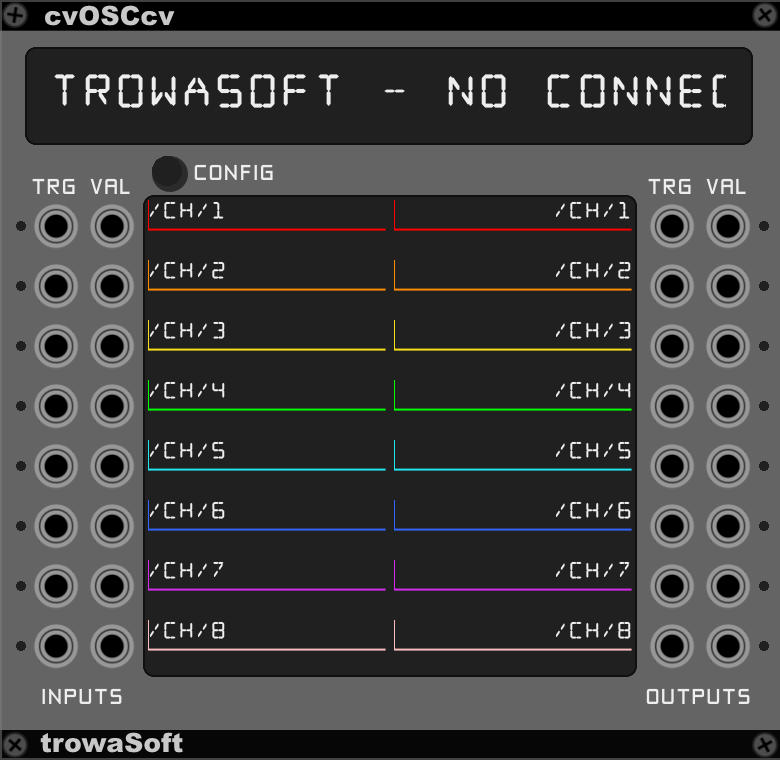 cvOSCcv
TROWASOFT - NO CONNEC
CONFIG
TRG VAL
TRG VAL
/CH/1 /CH/1
/CH/2 /CH/2
/CH/3 /CH/3
/CH/4 /CH/4
/CH/5 /CH/5
/CH/6 /CH/6
/CH/7 /CH/7
/CH/8 /CH/8
INPUTS OUTPUTS
trowaSoft